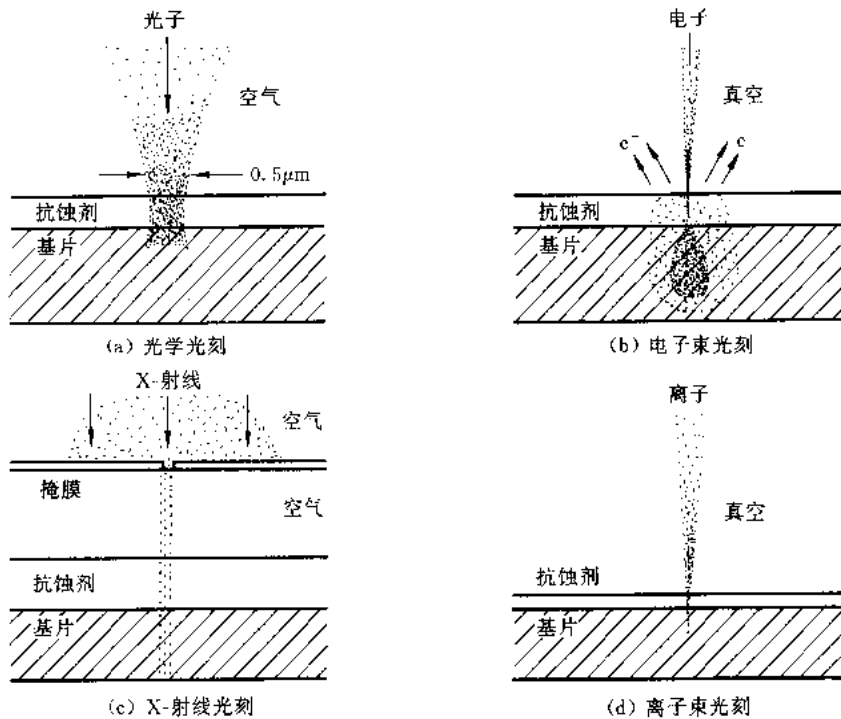 光子
空气
0.5μm
抗蚀剂
基片
(a) 光学光刻
电子
真空
e⁻
e
抗蚀剂
基片
(b) 电子束光刻
X-射线
空气
掩膜
空气
抗蚀剂
基片
(c) X-射线光刻
离子
真空
抗蚀剂
基片
(d) 离子束光刻